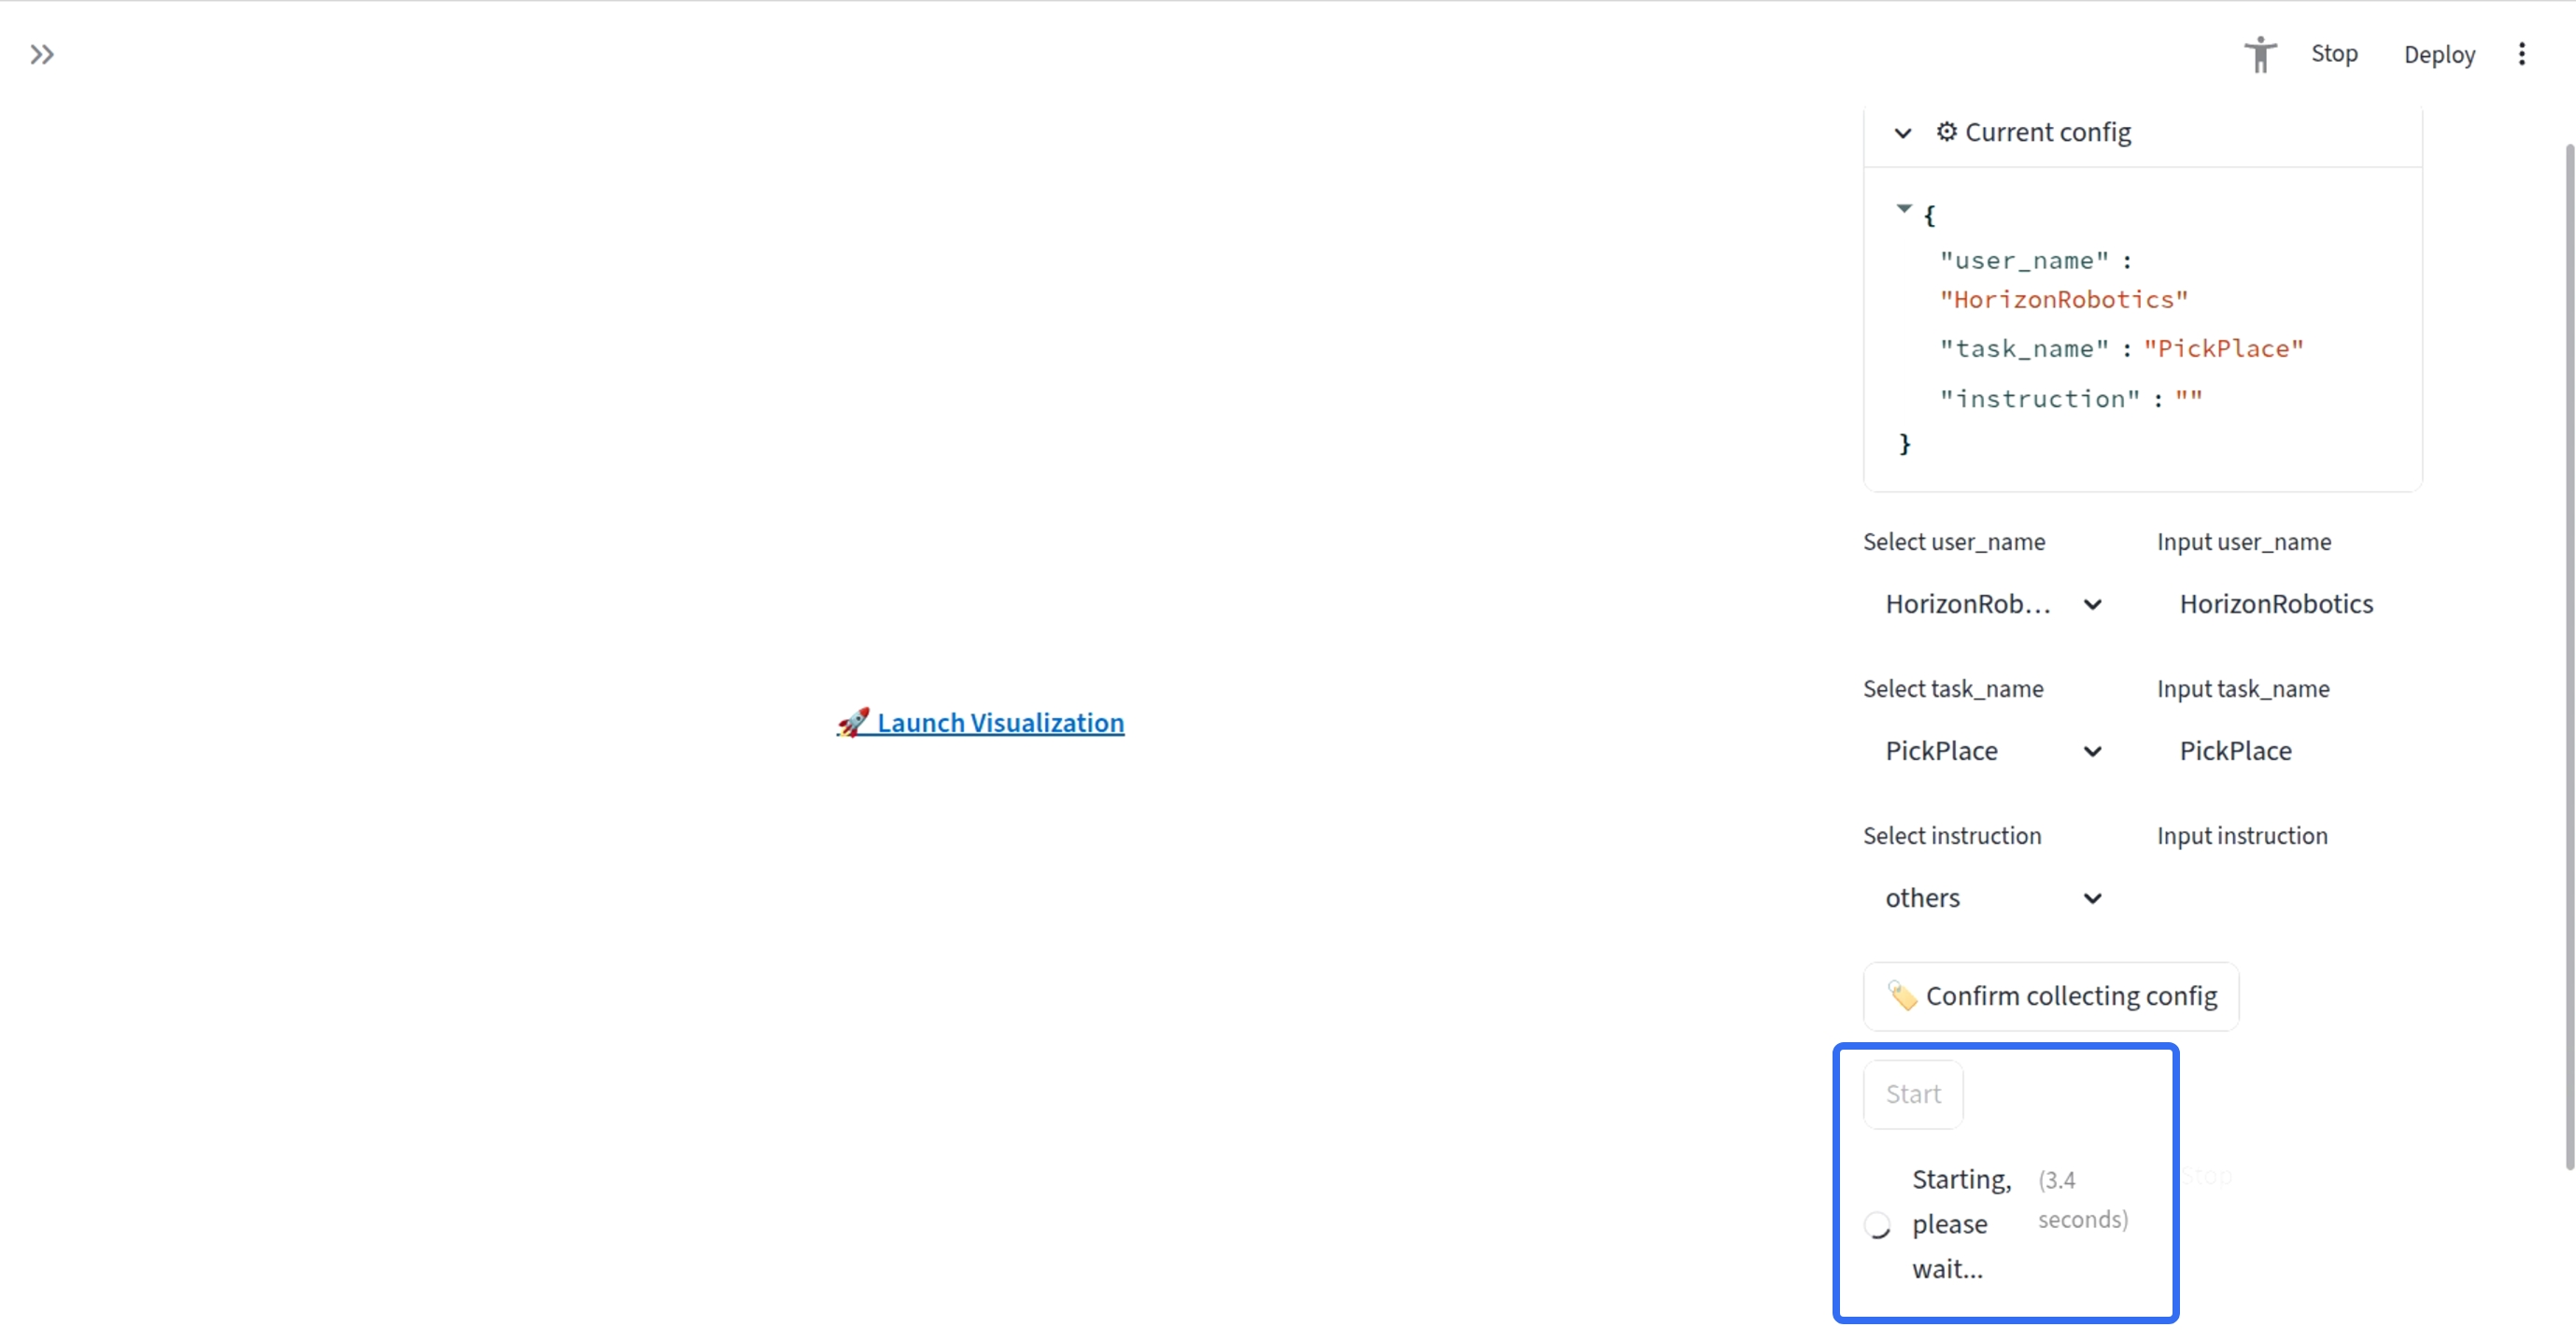 Stop
Deploy
⚙ Current config
{
"user_name" :
"HorizonRobotics"
"task_name" : "PickPlace"
"instruction" : ""
}
Select user_name
Input user_name
HorizonRob...
HorizonRobotics
Select task_name
Input task_name
PickPlace
PickPlace
🚀 Launch Visualization
Select instruction
Input instruction
others
🏷️ Confirm collecting config
Start
Starting,
please
wait...
(3.4
seconds)
Stop